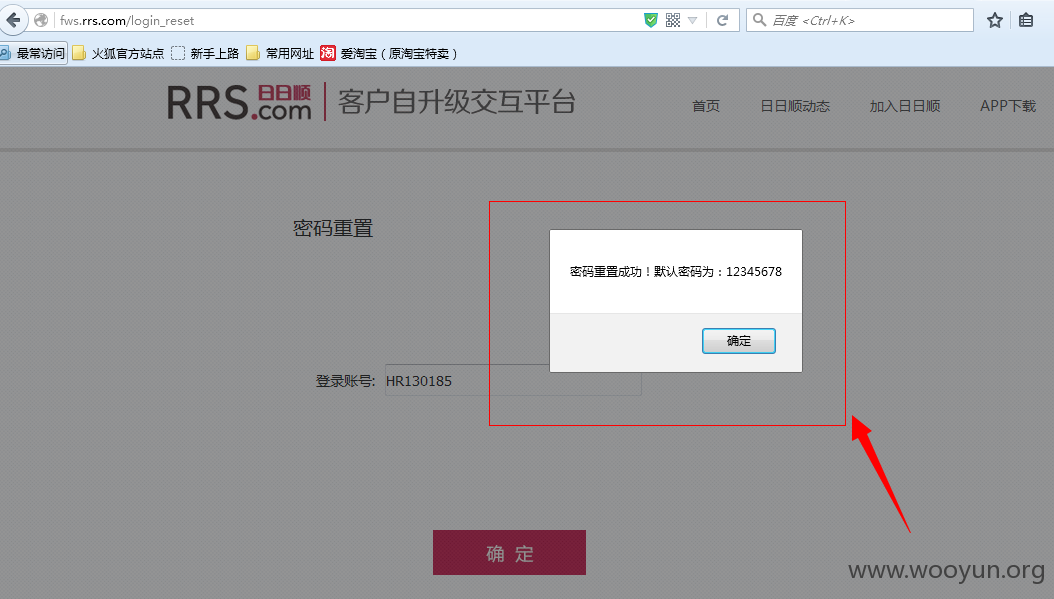 fws.rrs.com/login_reset
百度 <Ctrl+K>
最常访问 火狐官方站点 新手上路 常用网址 淘 爱淘宝（原淘宝特卖）
RRS.com 日日顺 客户自升级交互平台 首页 日日顺动态 加入日日顺 APP下载
密码重置
密码重置成功！默认密码为：12345678
确定
登录账号: HR130185
确 定
www.wooyun.org